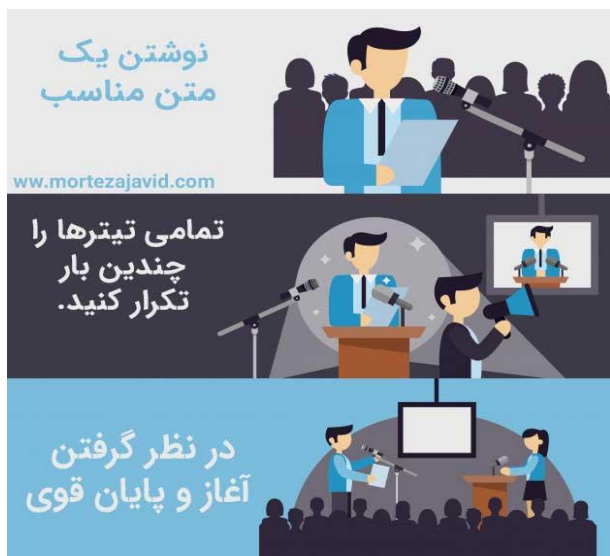 نوشتن یک
متن مناسب
ww.mortezajavid.com
تمامی تیترها را
چندین بار
تکرار کنید.
در نظر گرفتن
آغاز و پایان قوی